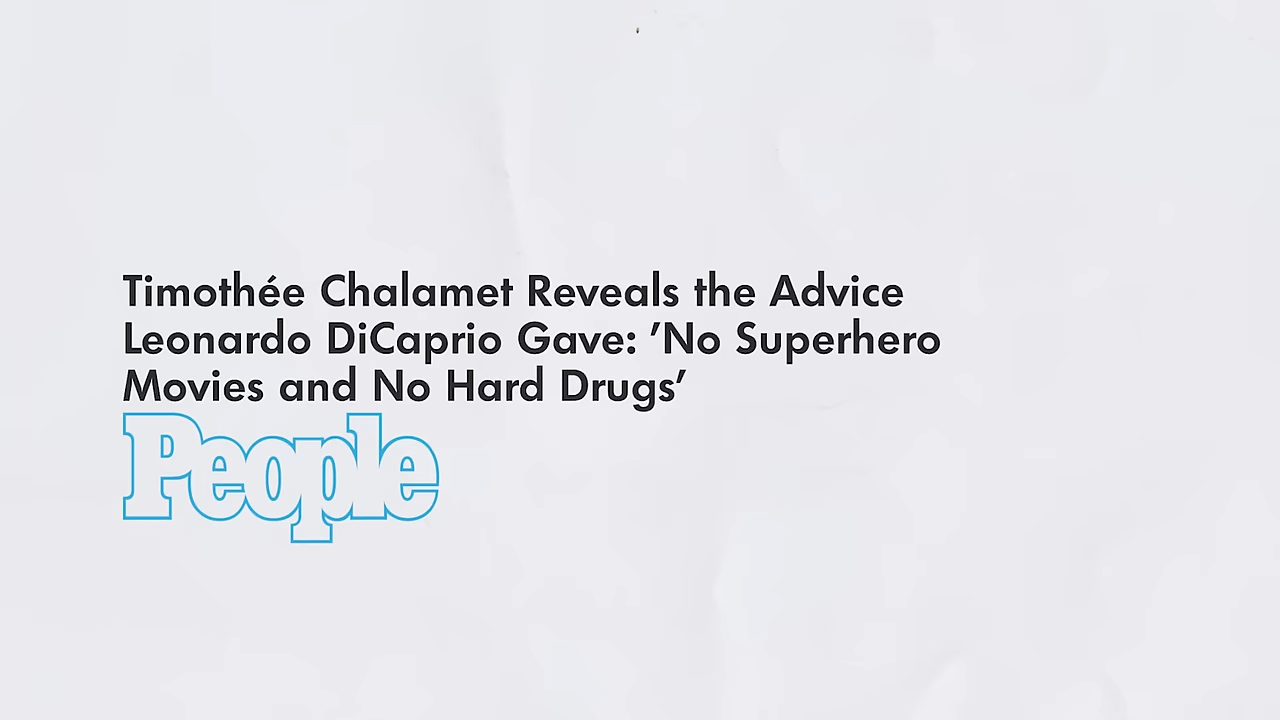 Timothée Chalamet Reveals the Advice
Leonardo DiCaprio Gave: ’No Superhero
Movies and No Hard Drugs’
People